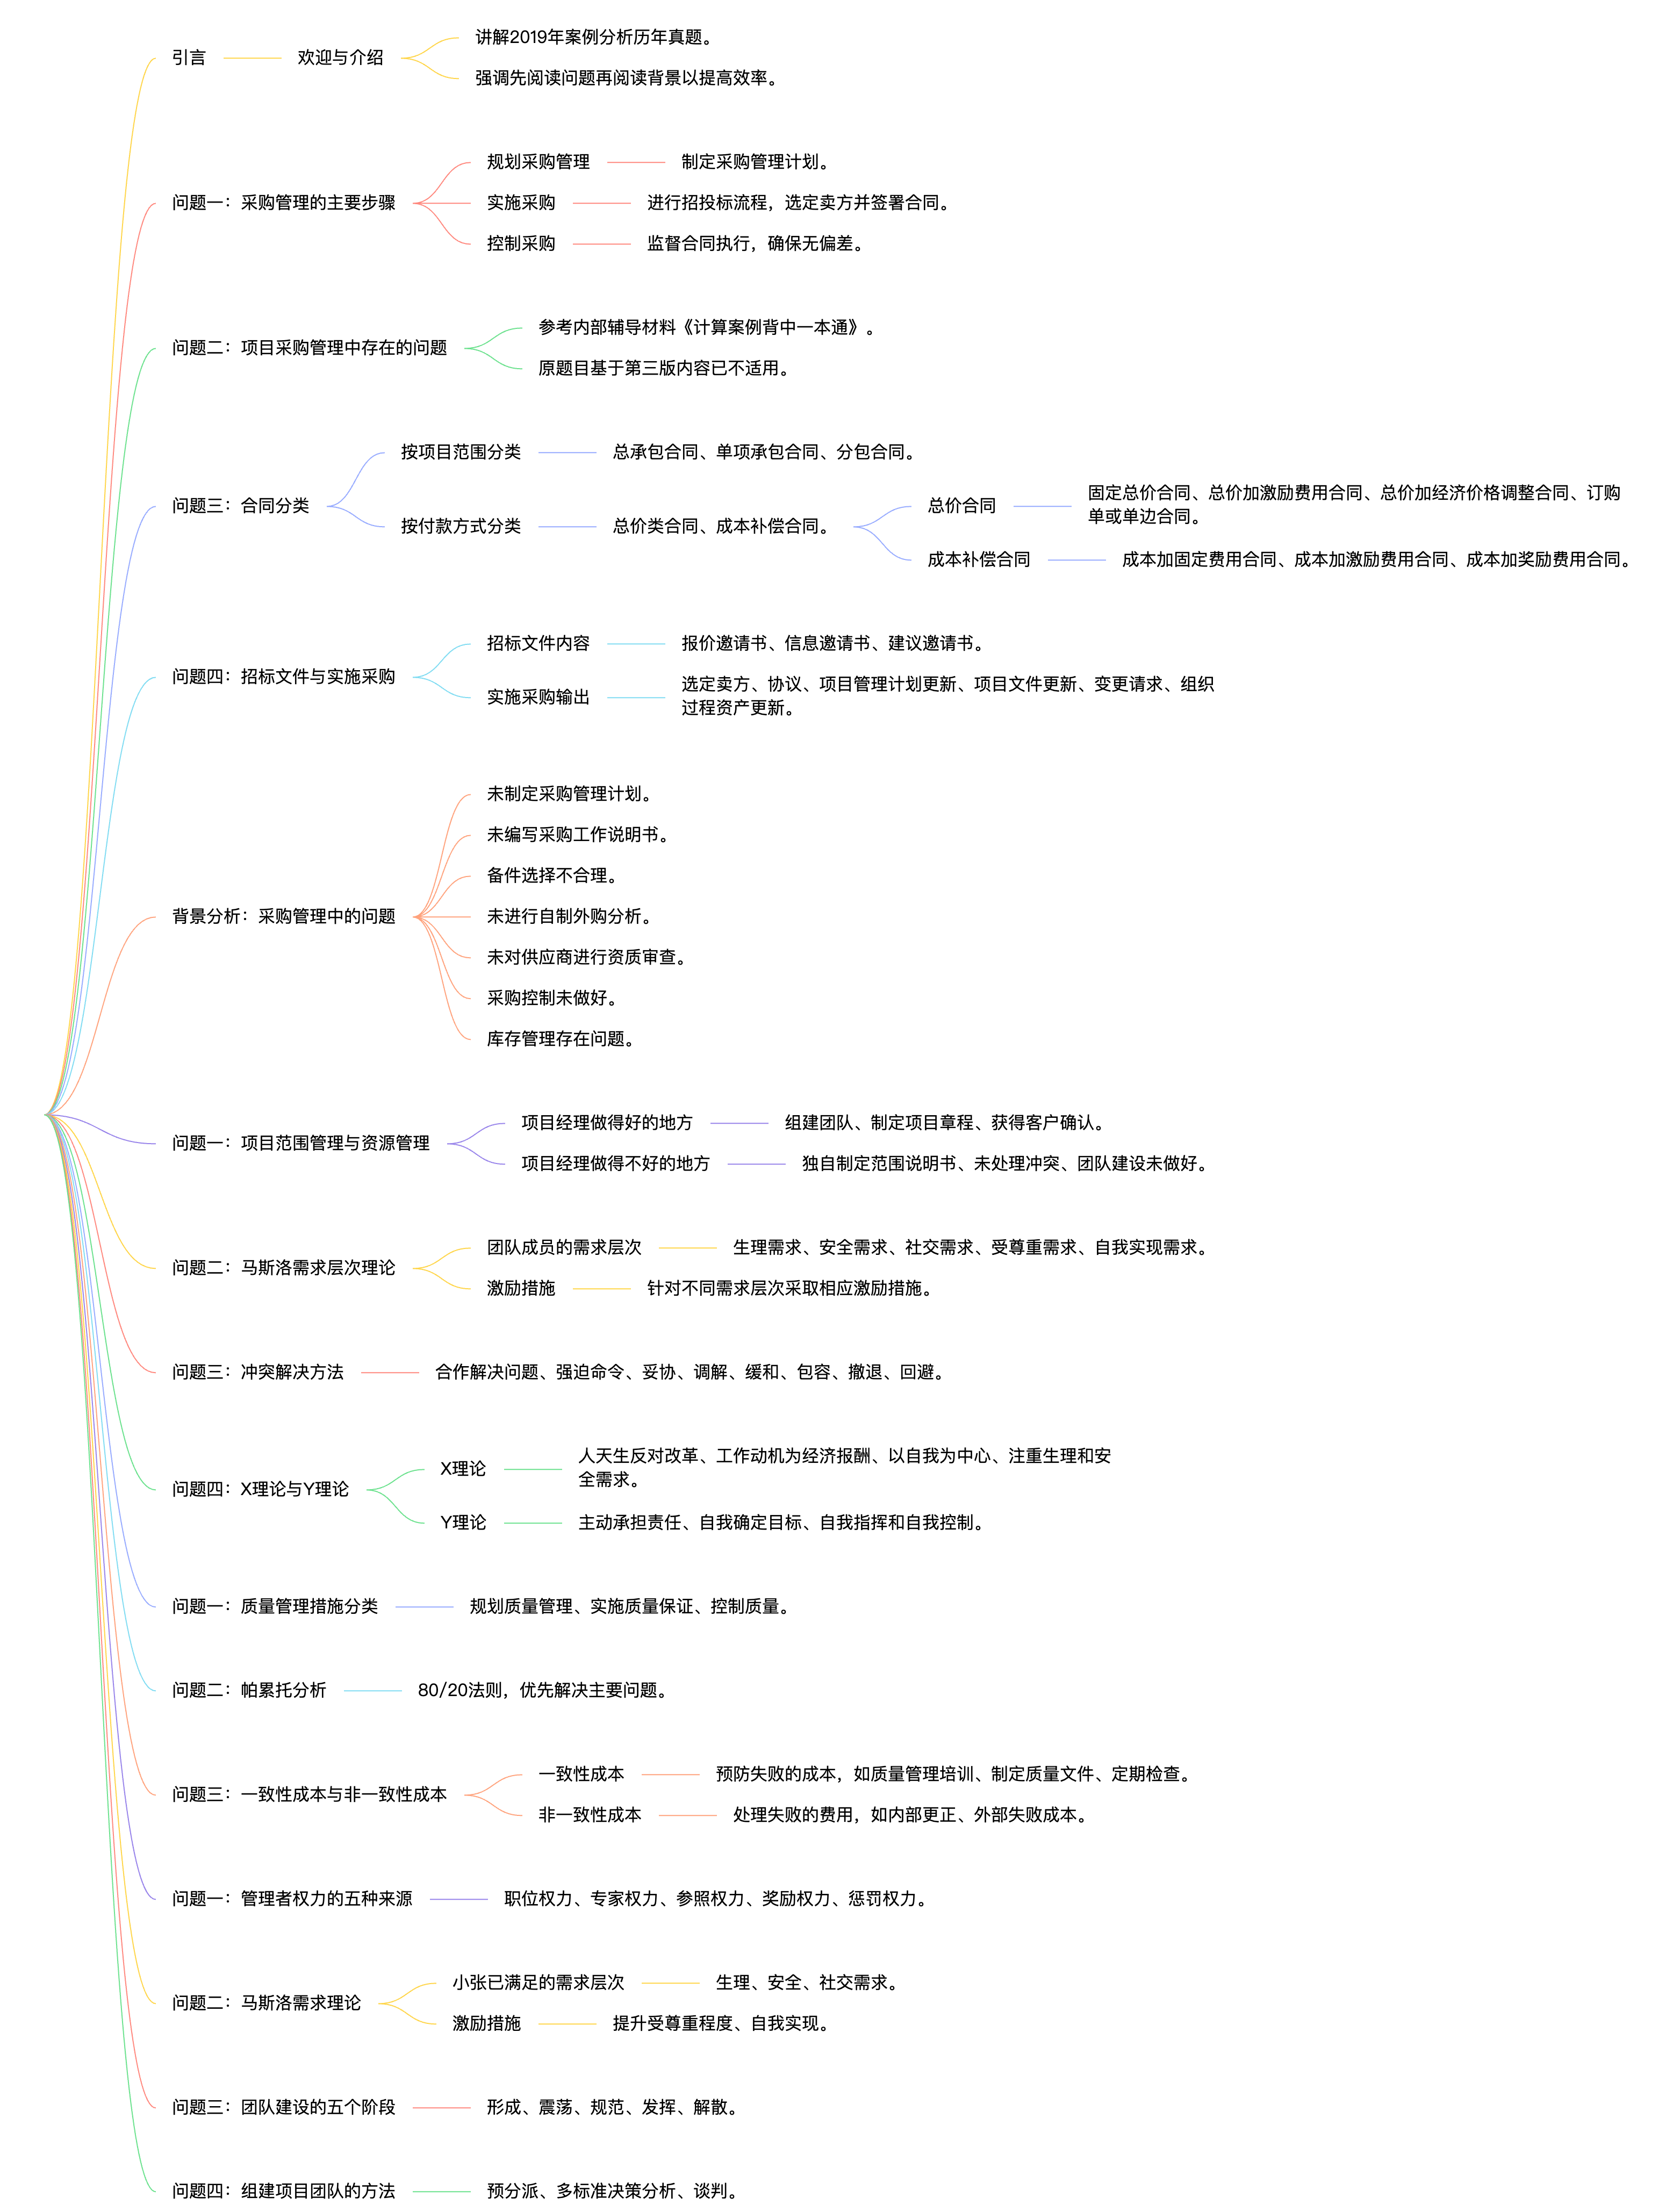 引言
欢迎与介绍
讲解2019年案例分析历年真题。
强调先阅读问题再阅读背景以提高效率。
问题一：采购管理的主要步骤
规划采购管理
制定采购管理计划。
实施采购
进行招投标流程，选定卖方并签署合同。
控制采购
监督合同执行，确保无偏差。
问题二：项目采购管理中存在的问题
参考内部辅导材料《计算案例背中一本通》。
原题目基于第三版内容已不适用。
问题三：合同分类
按项目范围分类
总承包合同、单项承包合同、分包合同。
按付款方式分类
总价类合同、成本补偿合同。
总价合同
固定总价合同、总价加激励费用合同、总价加经济价格调整合同、订购
单或单边合同。
成本补偿合同
成本加固定费用合同、成本加激励费用合同、成本加奖励费用合同。
问题四：招标文件与实施采购
招标文件内容
报价邀请书、信息邀请书、建议邀请书。
实施采购输出
选定卖方、协议、项目管理计划更新、项目文件更新、变更请求、组织
过程资产更新。
背景分析：采购管理中的问题
未制定采购管理计划。
未编写采购工作说明书。
备件选择不合理。
未进行自制外购分析。
未对供应商进行资质审查。
采购控制未做好。
库存管理存在问题。
问题一：项目范围管理与资源管理
项目经理做得好的地方
组建团队、制定项目章程、获得客户确认。
项目经理做得不好的地方
独自制定范围说明书、未处理冲突、团队建设未做好。
问题二：马斯洛需求层次理论
团队成员的需求层次
生理需求、安全需求、社交需求、受尊重需求、自我实现需求。
激励措施
针对不同需求层次采取相应激励措施。
问题三：冲突解决方法
合作解决问题、强迫命令、妥协、调解、缓和、包容、撤退、回避。
问题四：X理论与Y理论
X理论
人天生反对改革、工作动机为经济报酬、以自我为中心、注重生理和安
全需求。
Y理论
主动承担责任、自我确定目标、自我指挥和自我控制。
问题一：质量管理措施分类
规划质量管理、实施质量保证、控制质量。
问题二：帕累托分析
80/20法则，优先解决主要问题。
问题三：一致性成本与非一致性成本
一致性成本
预防失败的成本，如质量管理培训、制定质量文件、定期检查。
非一致性成本
处理失败的费用，如内部更正、外部失败成本。
问题一：管理者权力的五种来源
职位权力、专家权力、参照权力、奖励权力、惩罚权力。
问题二：马斯洛需求理论
小张已满足的需求层次
生理、安全、社交需求。
激励措施
提升受尊重程度、自我实现。
问题三：团队建设的五个阶段
形成、震荡、规范、发挥、解散。
问题四：组建项目团队的方法
预分派、多标准决策分析、谈判。